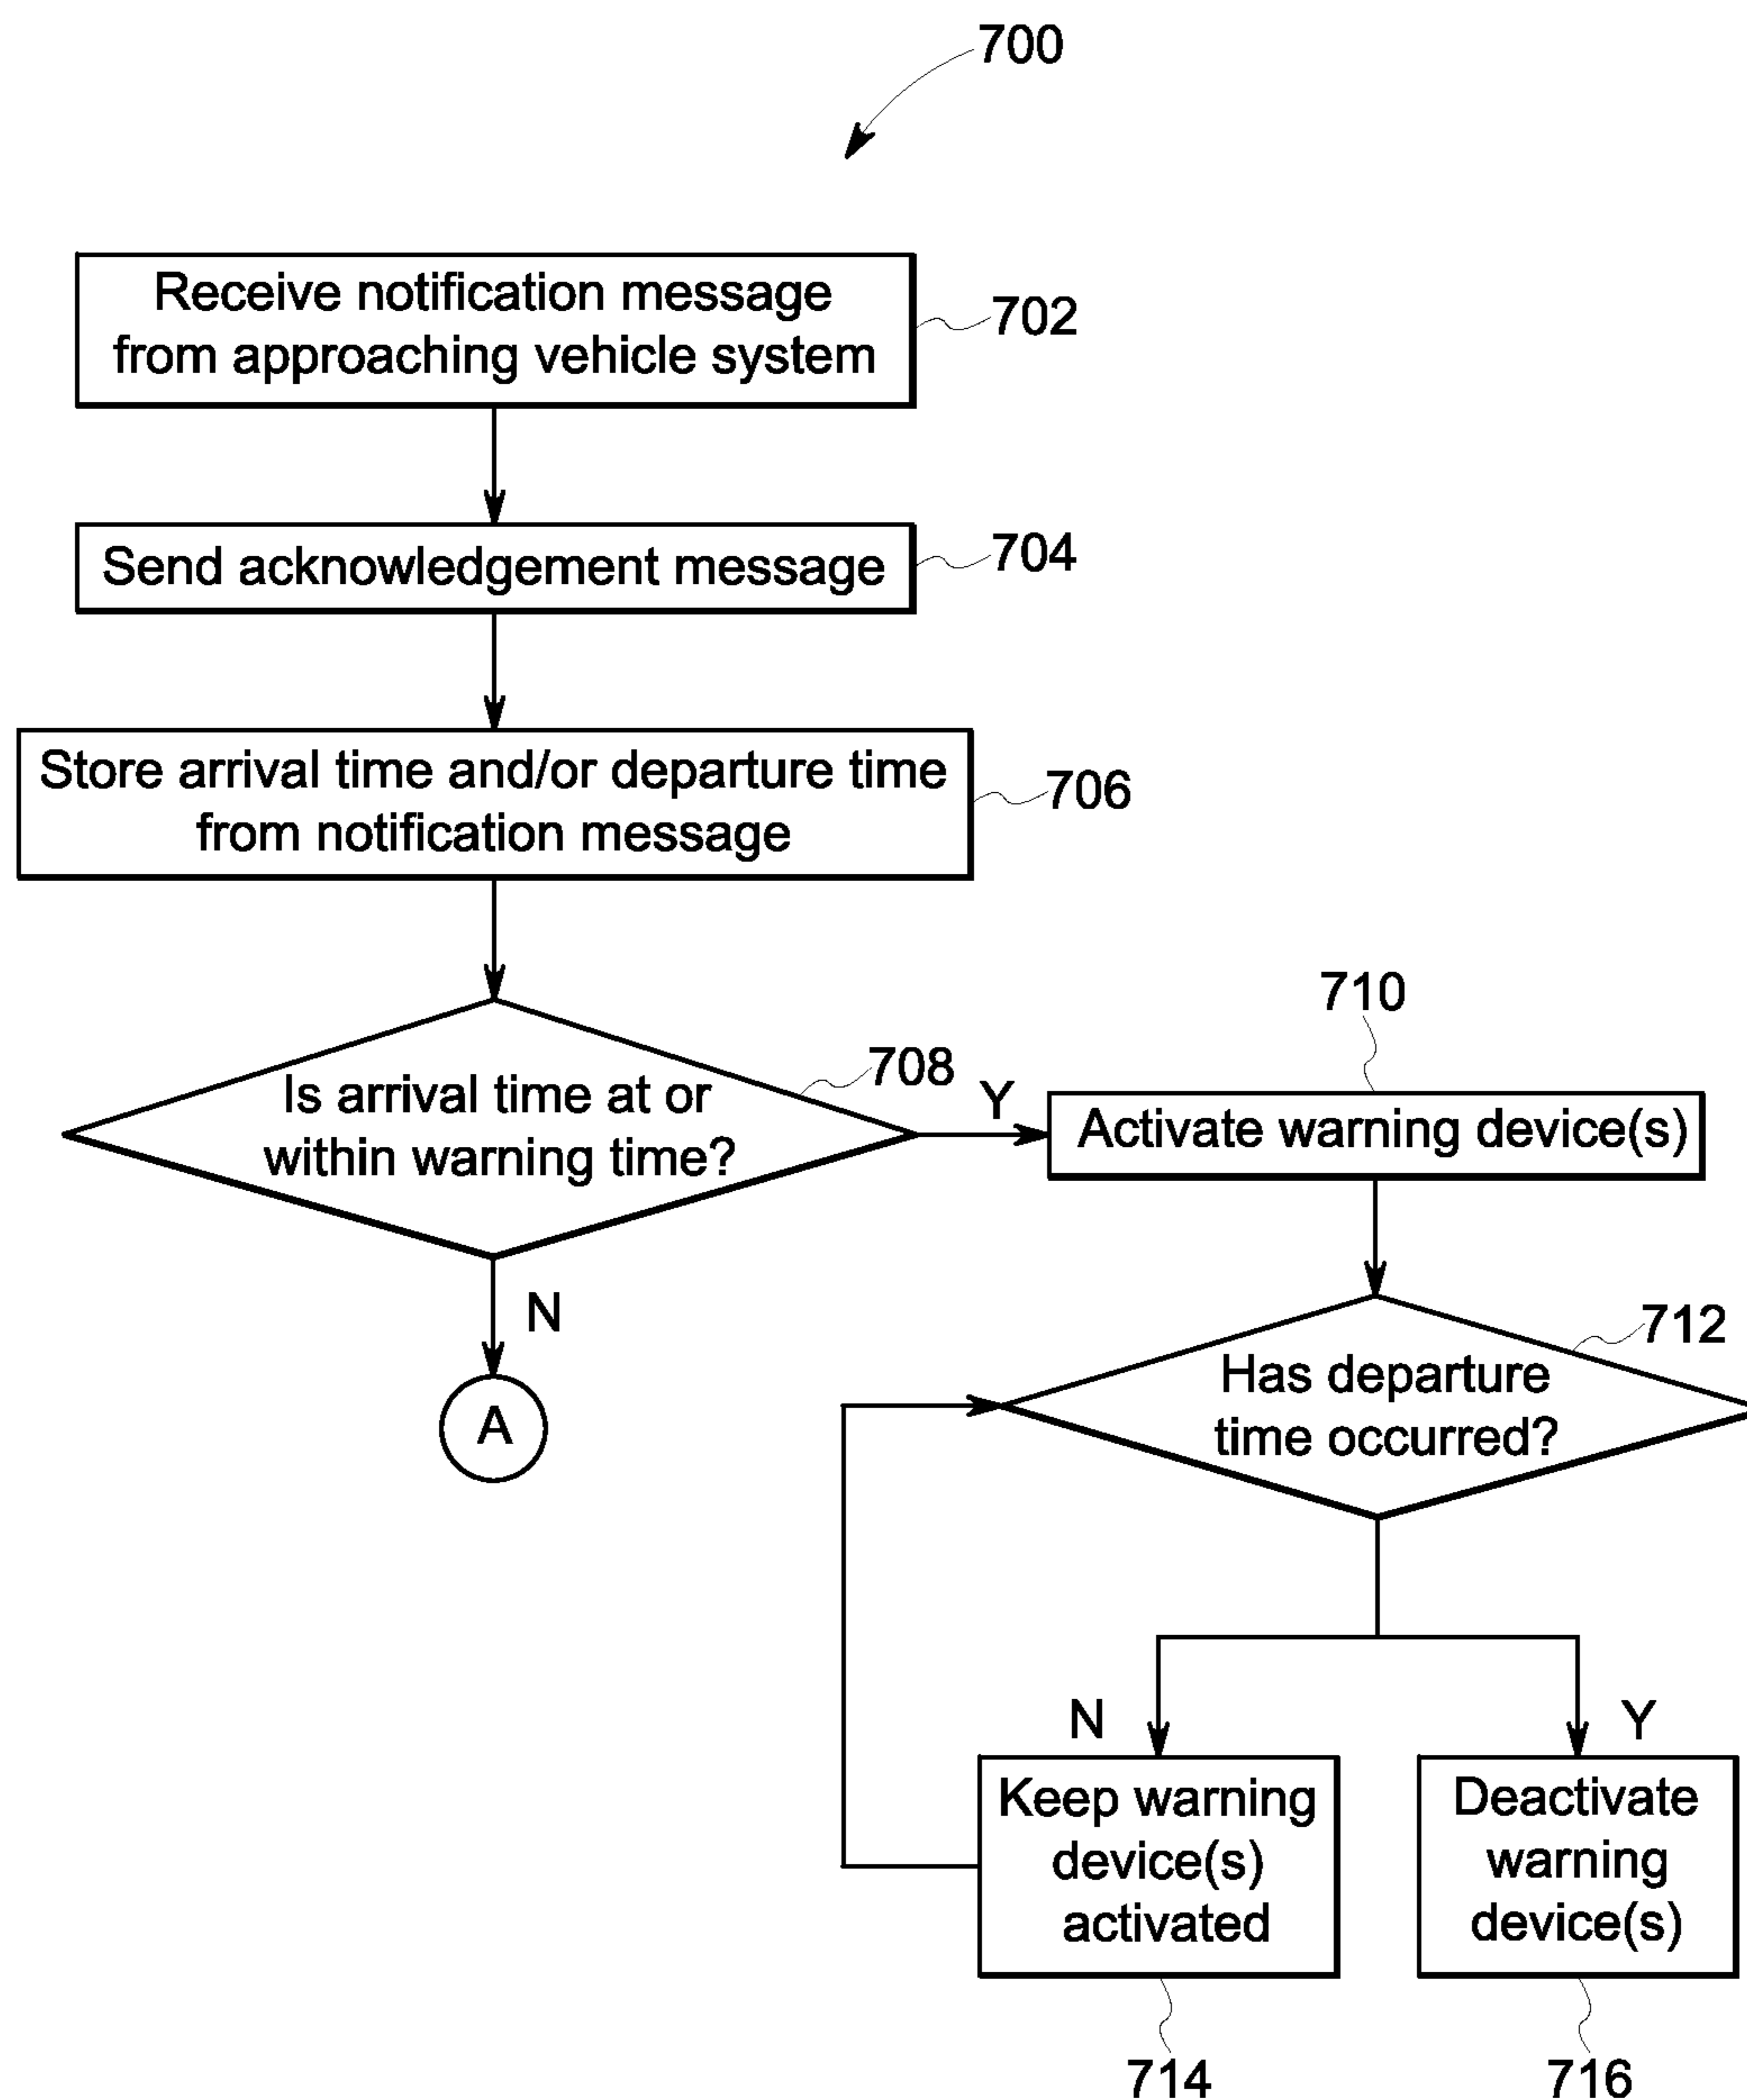 700
Receive notification message
from approaching vehicle system
702
Send acknowledgement message
704
Store arrival time and/or departure time
from notification message
706
Is arrival time at or
within warning time?
708
Y
N
A
710
Activate warning device(s)
712
Has departure
time occurred?
N
Y
Keep warning
device(s)
activated
714
Deactivate
warning
device(s)
716